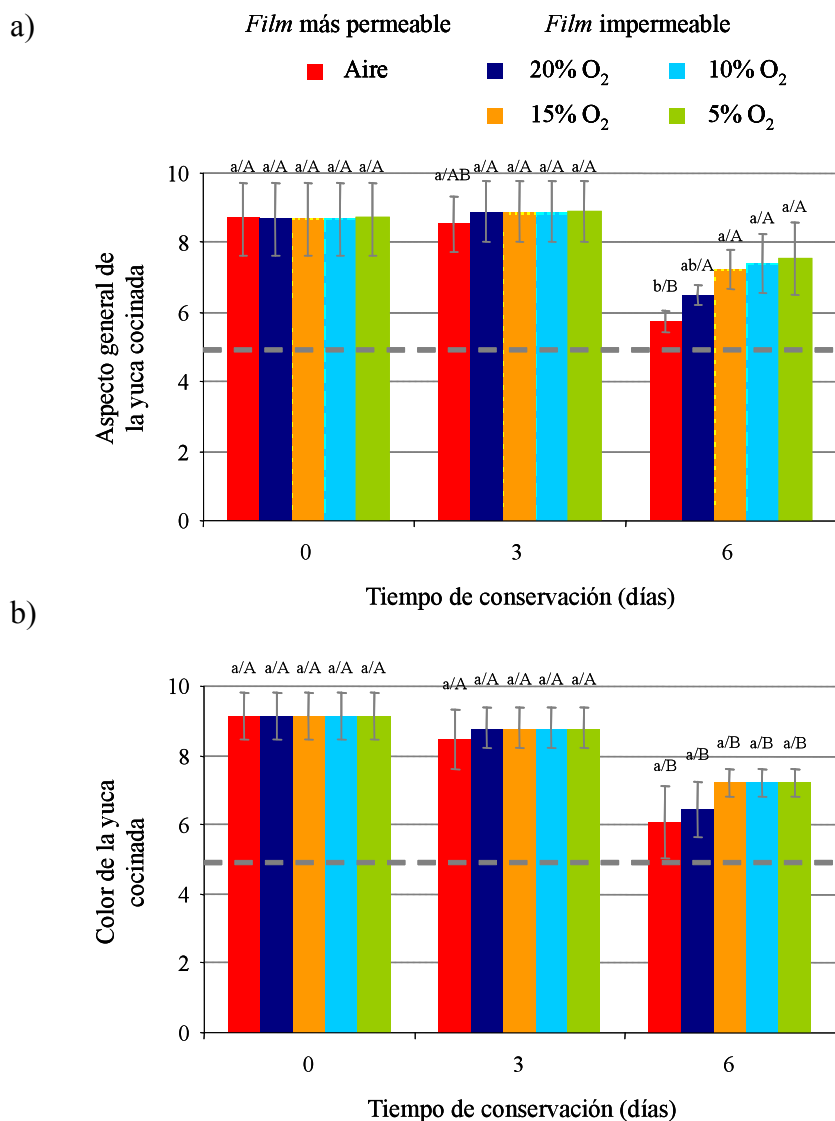 a)
Film más permeable Film impermeable
Aire 20% O2 10% O2
15% O2 5% O2
a/A a/A a/A a/A a/A a/AB a/A a/A a/A a/A b/B ab/A a/A a/A a/A
10
8
6
4
2
0
Aspecto general de
la yuca cocinada
0 3 6
Tiempo de conservación (días)
b)
a/A a/A a/A a/A a/A a/A a/A a/A a/A a/A a/B a/B a/B a/B a/B
10
8
6
4
2
0
Color de la yuca
cocinada
0 3 6
Tiempo de conservación (días)